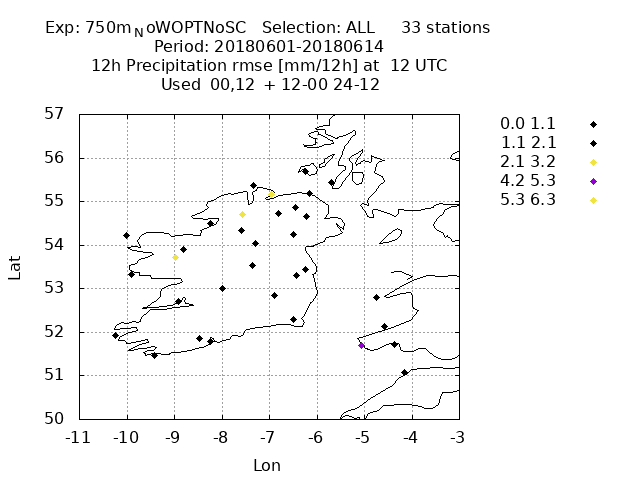 Exp: 750m_NoWOPTNoSC Selection: ALL 33 stations
Period: 20180601-20180614
12h Precipitation rmse [mm/12h] at 12 UTC
Used 00,12 + 12-00 24-12
57
56
55
54
53
52
51
50
Lat
-11 -10 -9 -8 -7 -6 -5 -4 -3
Lon
0.0 1.1
1.1 2.1
2.1 3.2
4.2 5.3
5.3 6.3